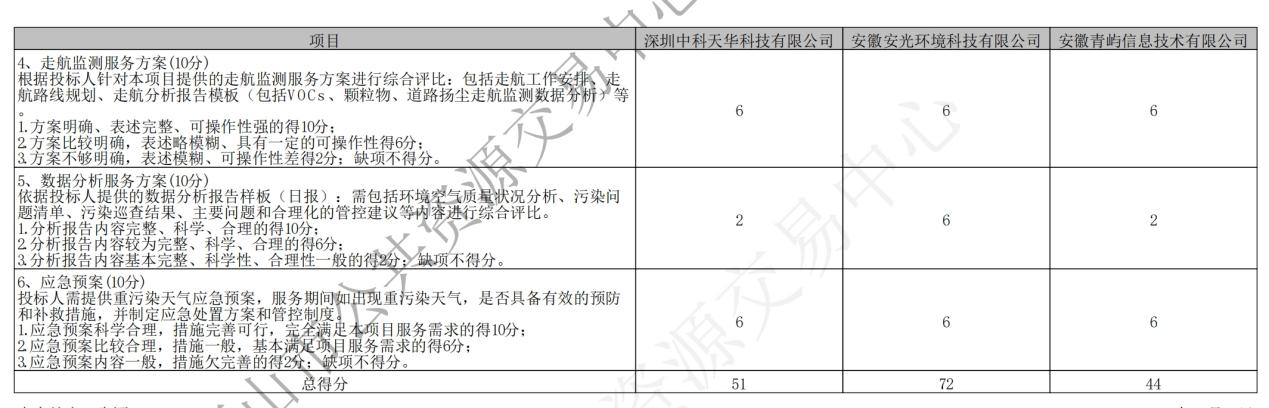 项目 深圳中科天华科技有限公司 安徽安光环境科技有限公司 安徽青屿信息技术有限公司
4、走航监测服务方案(10分)
根据投标人针对本项目提供的走航监测服务方案进行综合评比：包括走航工作安排、走
航路线规划、走航分析报告模板（包括VOCs、颗粒物、道路扬尘走航监测数据分析）等
。
1.方案明确、表述完整、可操作性强的得10分；
2.方案比较明确，表述略模糊、具有一定的可操作性得6分；
3.方案不够明确，表述模糊、可操作性差得2分；缺项不得分。
6 6 6
5、数据分析服务方案(10分)
依据投标人提供的数据分析报告样板（日报）：需包括环境空气质量状况分析、污染问
题清单、污染巡查结果、主要问题和合理化的管控建议等内容进行综合评比。
1.分析报告内容完整、科学、合理的得10分；
2.分析报告内容较为完整、科学、合理的得6分；
3.分析报告内容基本完整、科学性、合理性一般的得2分；缺项不得分。
2 6 2
6、应急预案(10分)
投标人需提供重污染天气应急预案，服务期间如出现重污染天气，是否具备有效的预防
和补救措施，并制定应急处置方案和管控制度。
1.应急预案科学合理，措施完善可行，完全满足本项目服务需求的得10分；
2.应急预案比较合理，措施一般，基本满足项目服务需求的得6分；
3.应急预案内容一般，措施欠完善的得2分；缺项不得分。
6 6 6
总得分 51 72 44
山市公共资源交易中心
资源交易中心